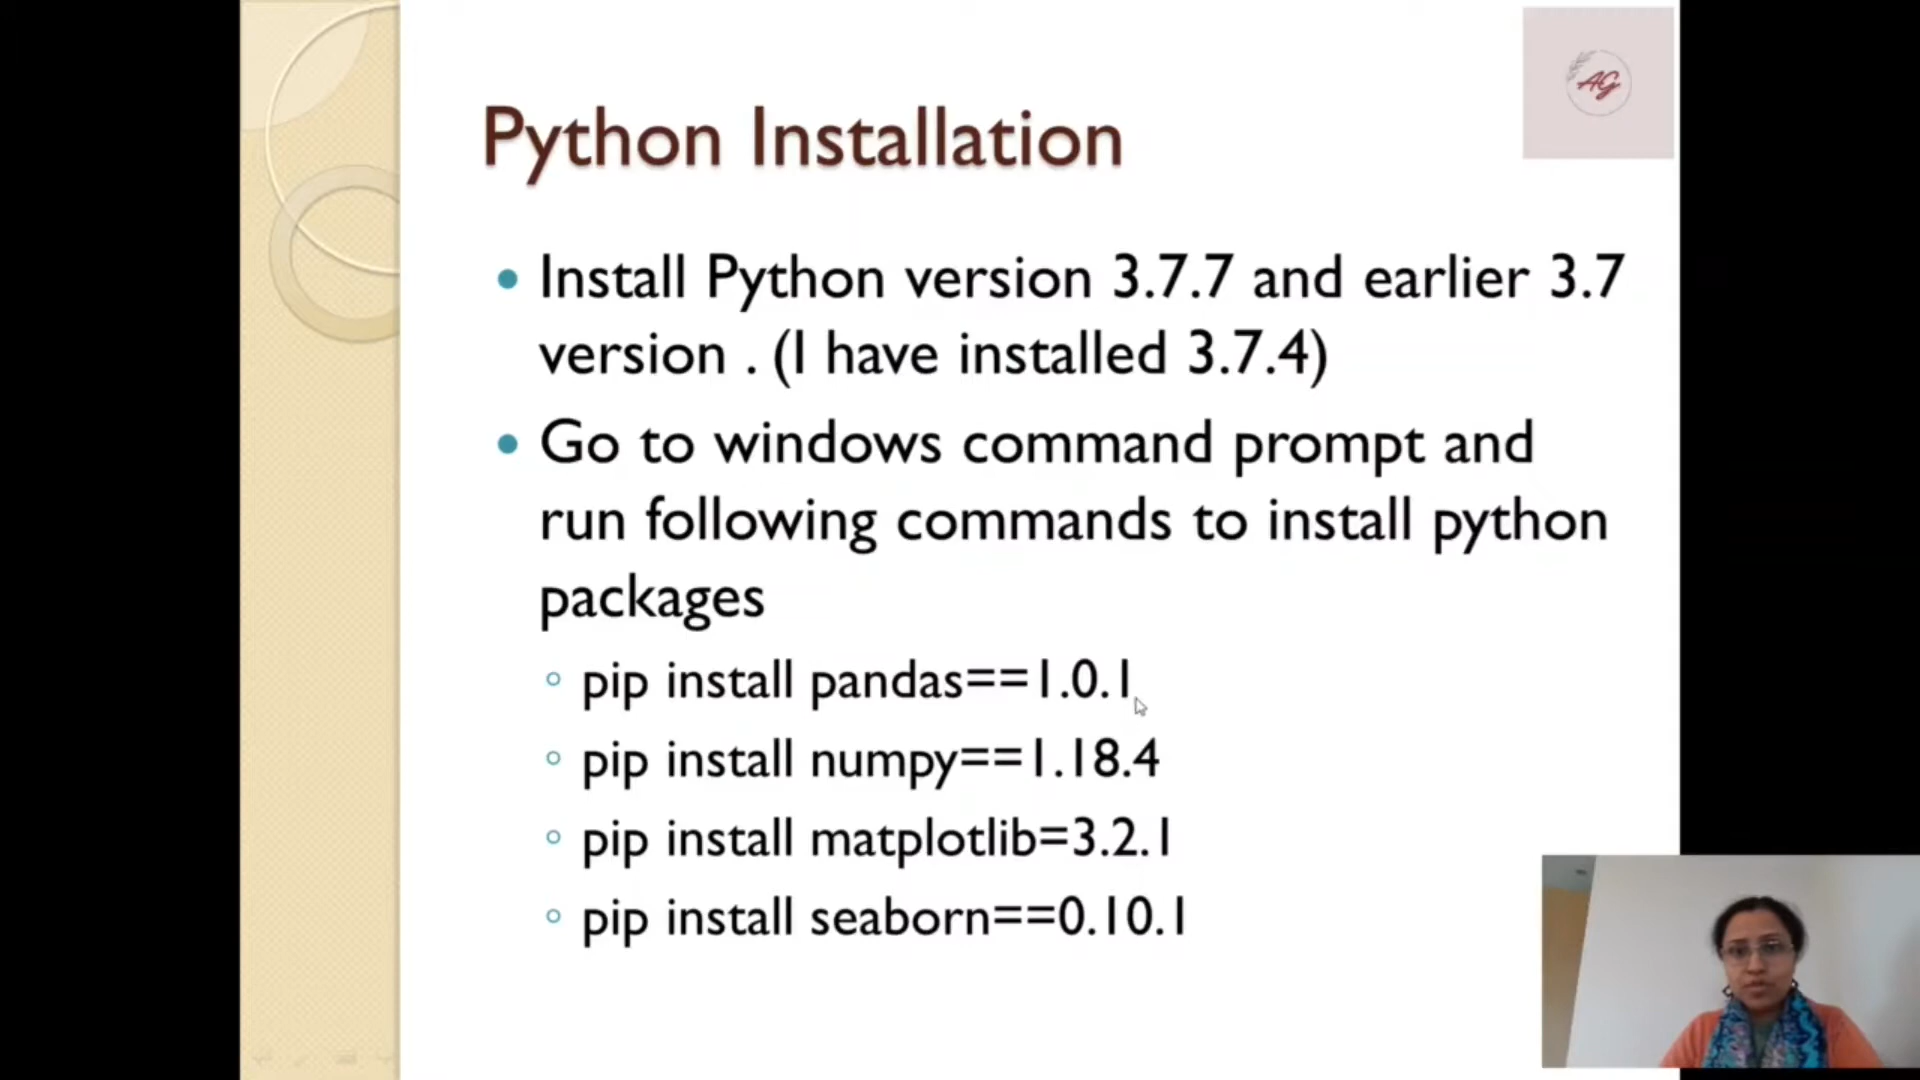 AG
Python Installation
Install Python version 3.7.7 and earlier 3.7
version . (I have installed 3.7.4)
Go to windows command prompt and
run following commands to install python
packages
pip install pandas==1.0.1
pip install numpy==1.18.4
pip install matplotlib=3.2.1
pip install seaborn==0.10.1